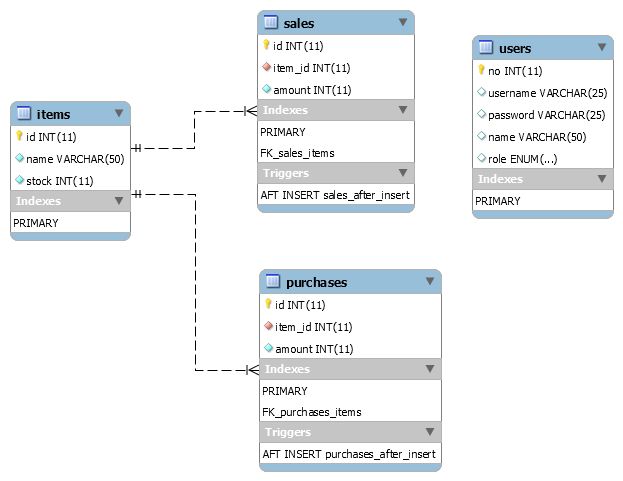 items
id INT(11)
name VARCHAR(50)
stock INT(11)
Indexes
PRIMARY
sales
id INT(11)
item_id INT(11)
amount INT(11)
Indexes
PRIMARY
FK_sales_items
Triggers
AFT INSERT sales_after_insert
users
no INT(11)
username VARCHAR(25)
password VARCHAR(25)
name VARCHAR(50)
role ENUM(...)
Indexes
PRIMARY
purchases
id INT(11)
item_id INT(11)
amount INT(11)
Indexes
PRIMARY
FK_purchases_items
Triggers
AFT INSERT purchases_after_insert